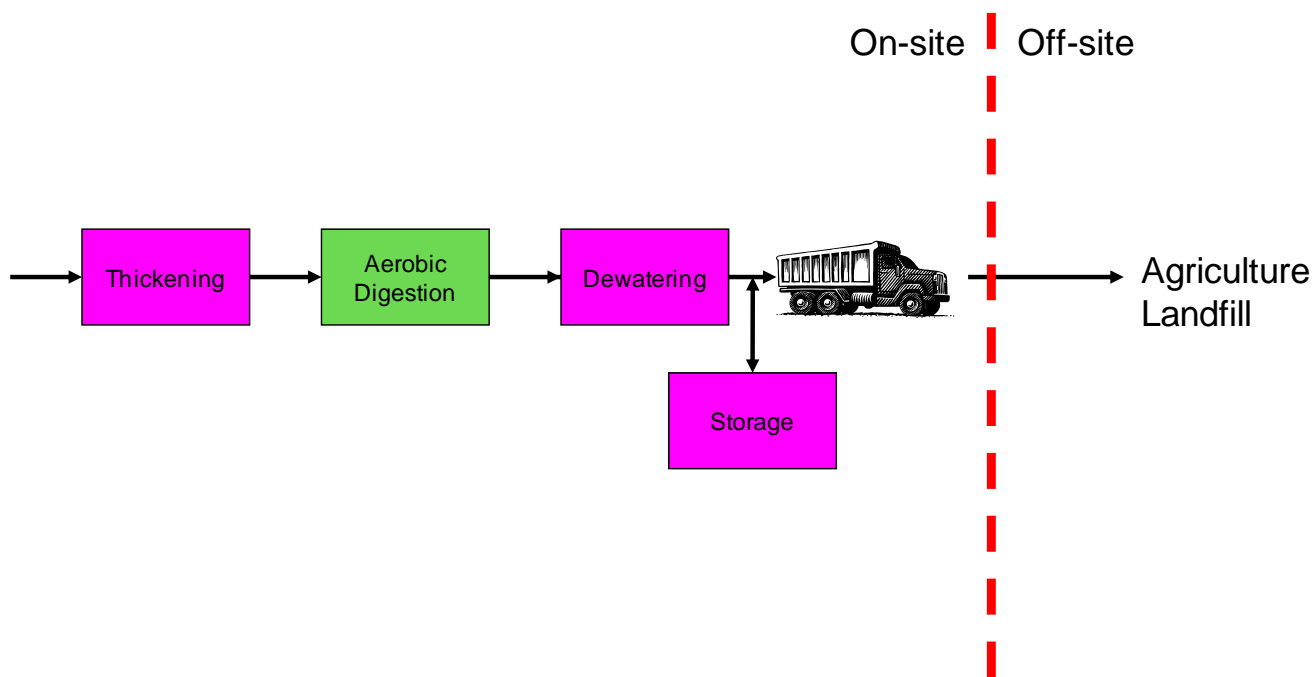 On-site
Off-site
Thickening
Aerobic
Digestion
Dewatering
Agriculture
Landfill
Storage